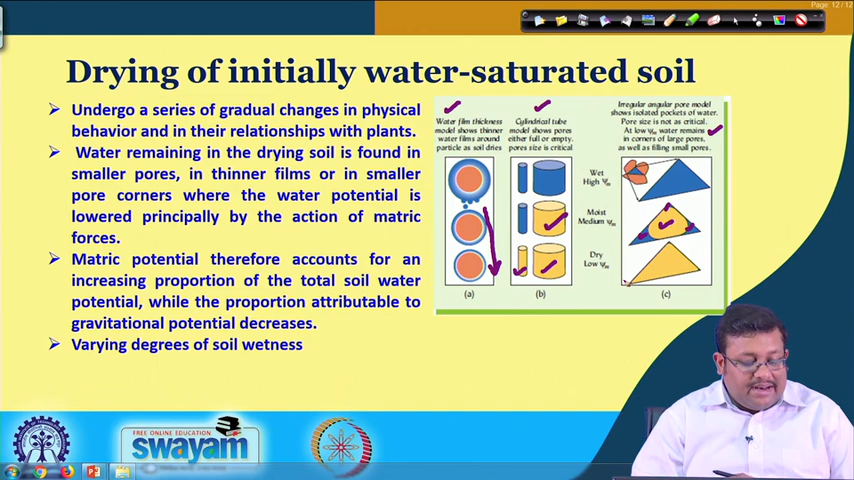 Page: 12 / 12
Drying of initially water-saturated soil
Undergo a series of gradual changes in physical
behavior and in their relationships with plants.
Water remaining in the drying soil is found in
smaller pores, in thinner films or in smaller
pore corners where the water potential is
lowered principally by the action of matric
forces.
Matric potential therefore accounts for an
increasing proportion of the total soil water
potential, while the proportion attributable to
gravitational potential decreases.
Varying degrees of soil wetness
Water film thickness
model shows thinner
water films around
particle as soil dries
(a)
Cylindrical tube
model shows pores
either full or empty.
pores size is critical
(b)
Wet
High Ψm
Moist
Medium Ψm
Dry
Low Ψm
Irregular angular pore model
shows isolated pockets of water.
Pore size is not as critical.
At low Ψm water remains
in corners of large pores,
as well as filling small pores.
(c)
FREE ONLINE EDUCATION
swayam